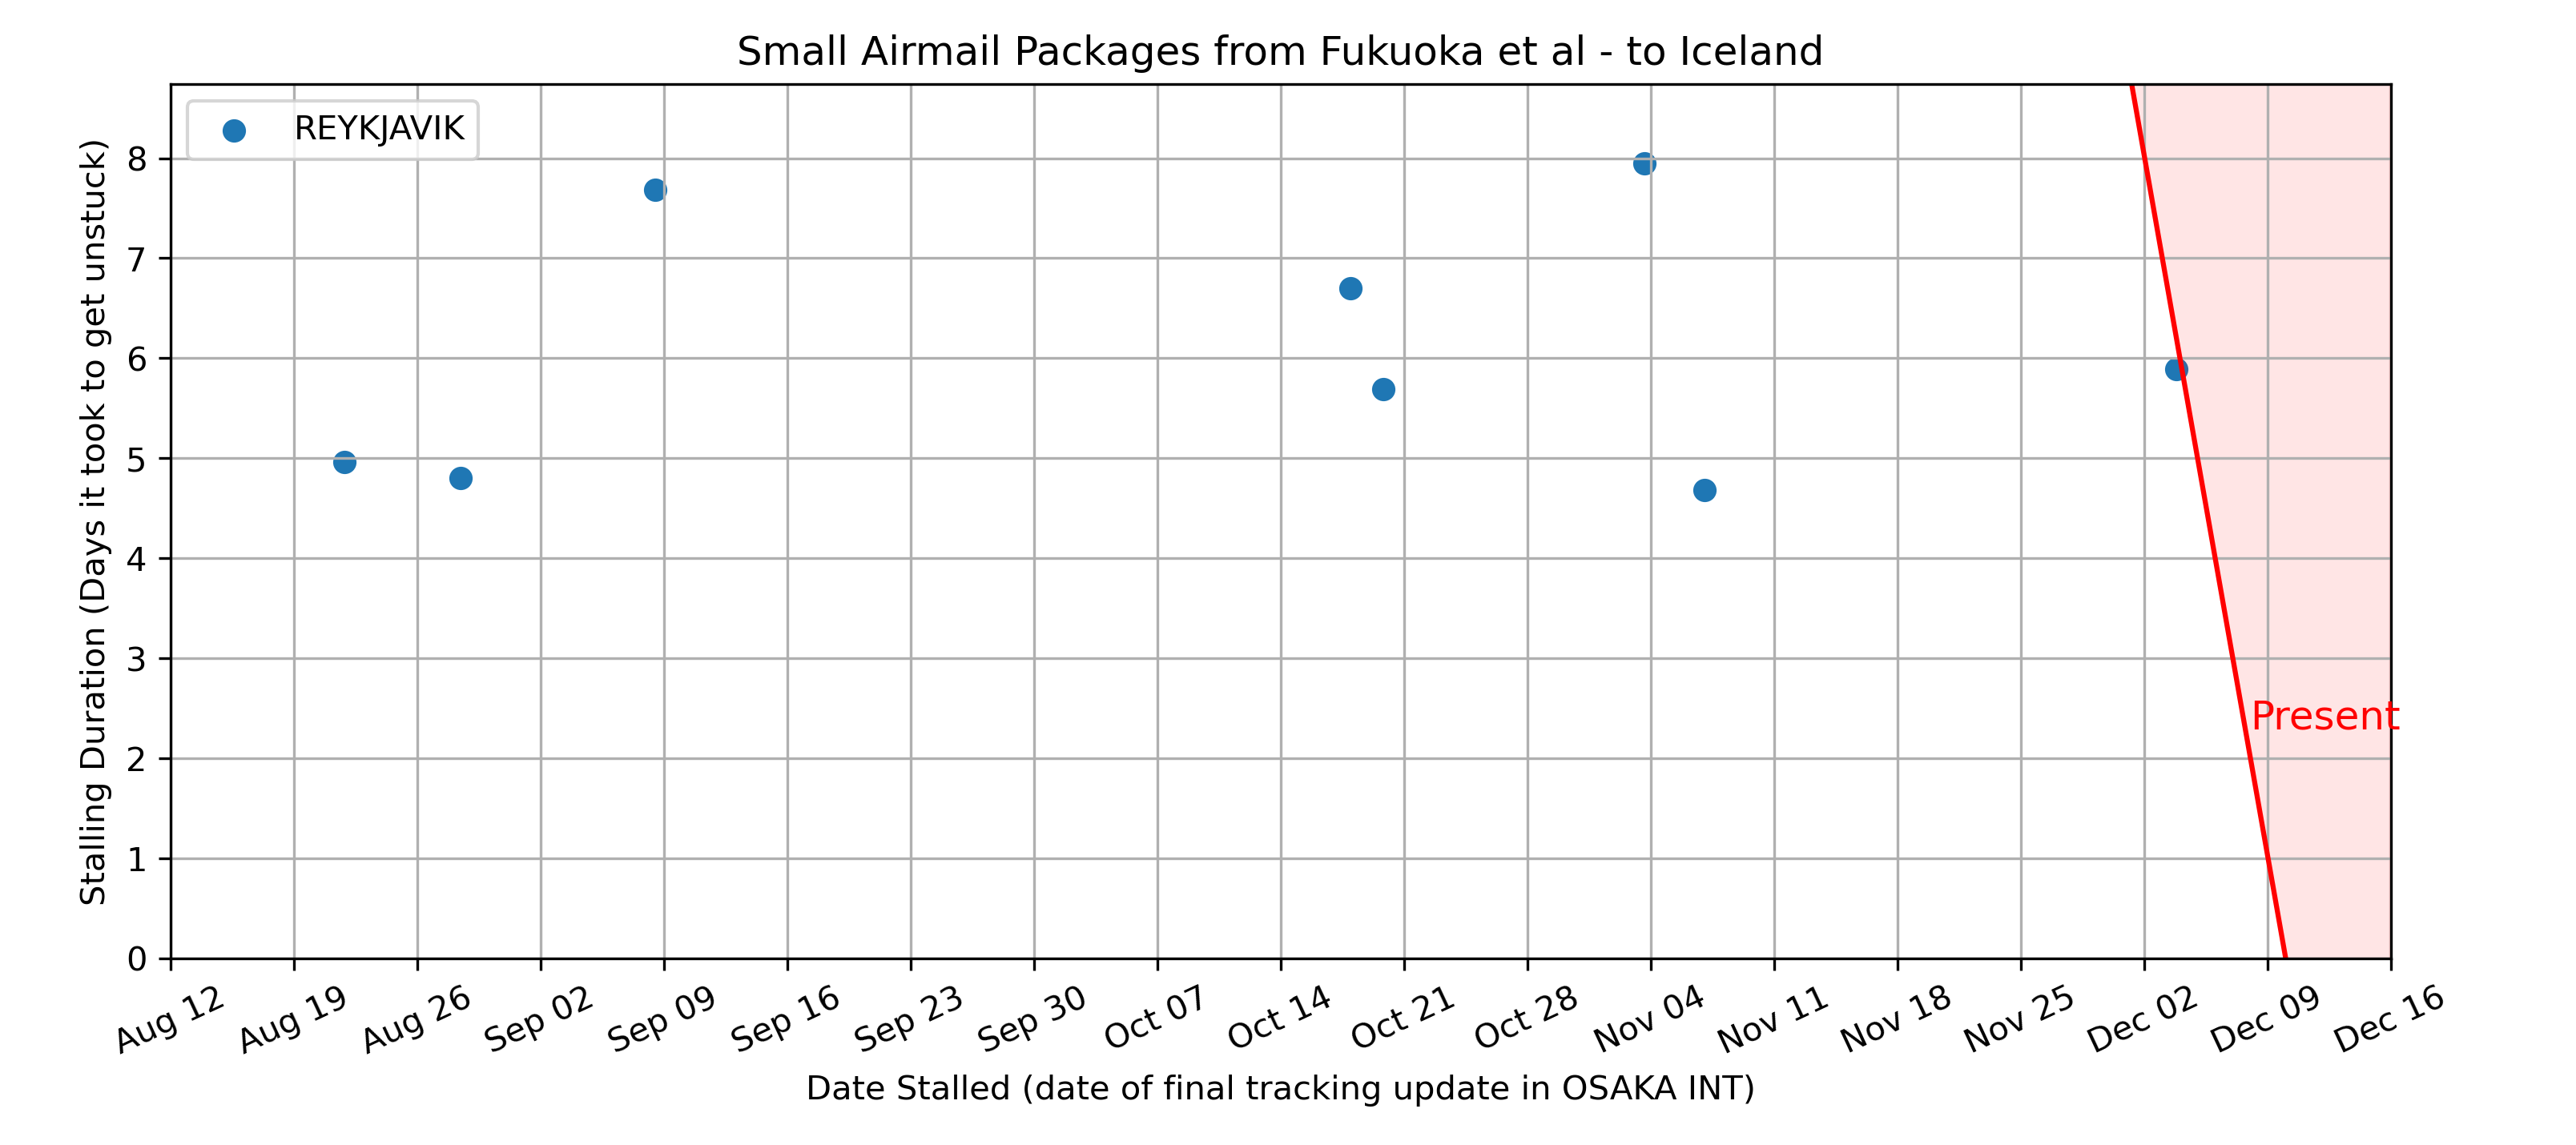 Small Airmail Packages from Fukuoka et al - to Iceland
REYKJAVIK
Stalling Duration (Days it took to get unstuck)
8
7
6
5
4
3
2
1
0
Present
Aug 12
Aug 19
Aug 26
Sep 02
Sep 09
Sep 16
Sep 23
Sep 30
Oct 07
Oct 14
Oct 21
Oct 28
Nov 04
Nov 11
Nov 18
Nov 25
Dec 02
Dec 09
Dec 16
Date Stalled (date of final tracking update in OSAKA INT)